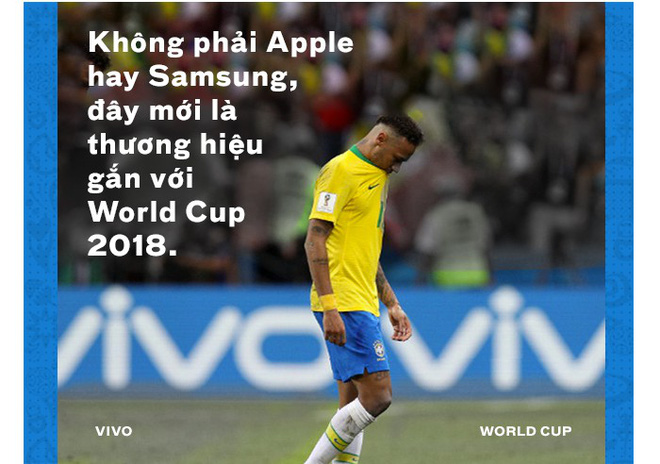 Không phải Apple
hay Samsung,
đây mới là
thương hiệu
gắn với
World Cup
2018.
vivo vivo
VIVO
WORLD CUP